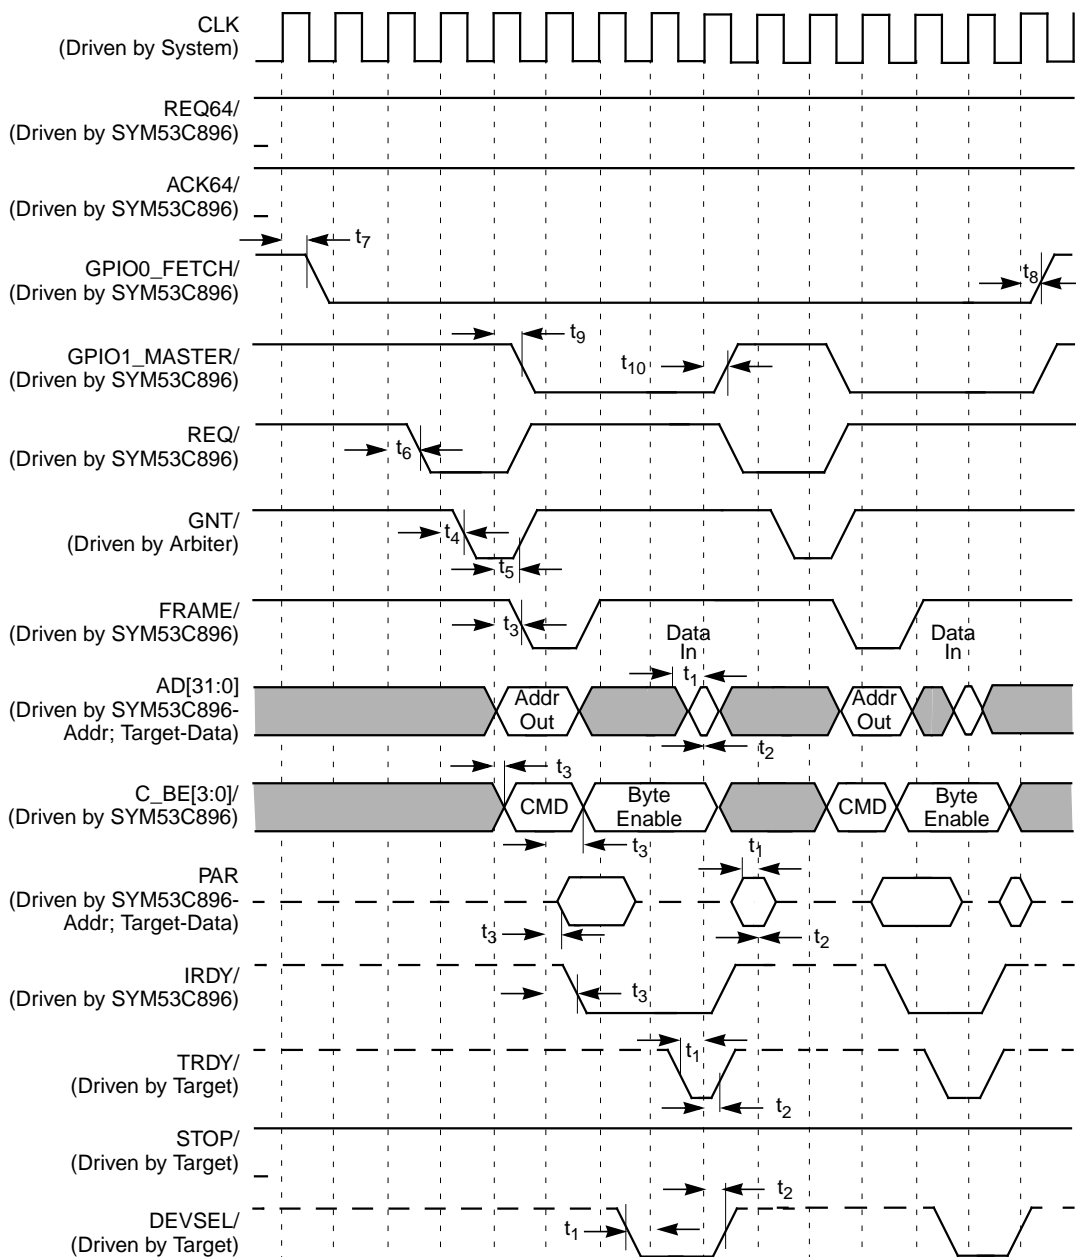 CLK
(Driven by System)
REQ64/
(Driven by SYM53C896)
ACK64/
(Driven by SYM53C896)
t7
GPIO0_FETCH/
(Driven by SYM53C896)
t8
t9
GPIO1_MASTER/
(Driven by SYM53C896)
t10
REQ/
(Driven by SYM53C896)
t6
GNT/
(Driven by Arbiter)
t4
t5
FRAME/
(Driven by SYM53C896)
t3
Data
In
Data
In
AD[31:0]
(Driven by SYM53C896-
Addr; Target-Data)
Addr
Out
t1
Addr
Out
t2
C_BE[3:0]/
(Driven by SYM53C896)
t3
CMD
Byte
Enable
CMD
Byte
Enable
t3
PAR
(Driven by SYM53C896-
Addr; Target-Data)
t1
t3
t2
IRDY/
(Driven by SYM53C896)
t3
TRDY/
(Driven by Target)
t1
t2
STOP/
(Driven by Target)
DEVSEL/
(Driven by Target)
t2
t1